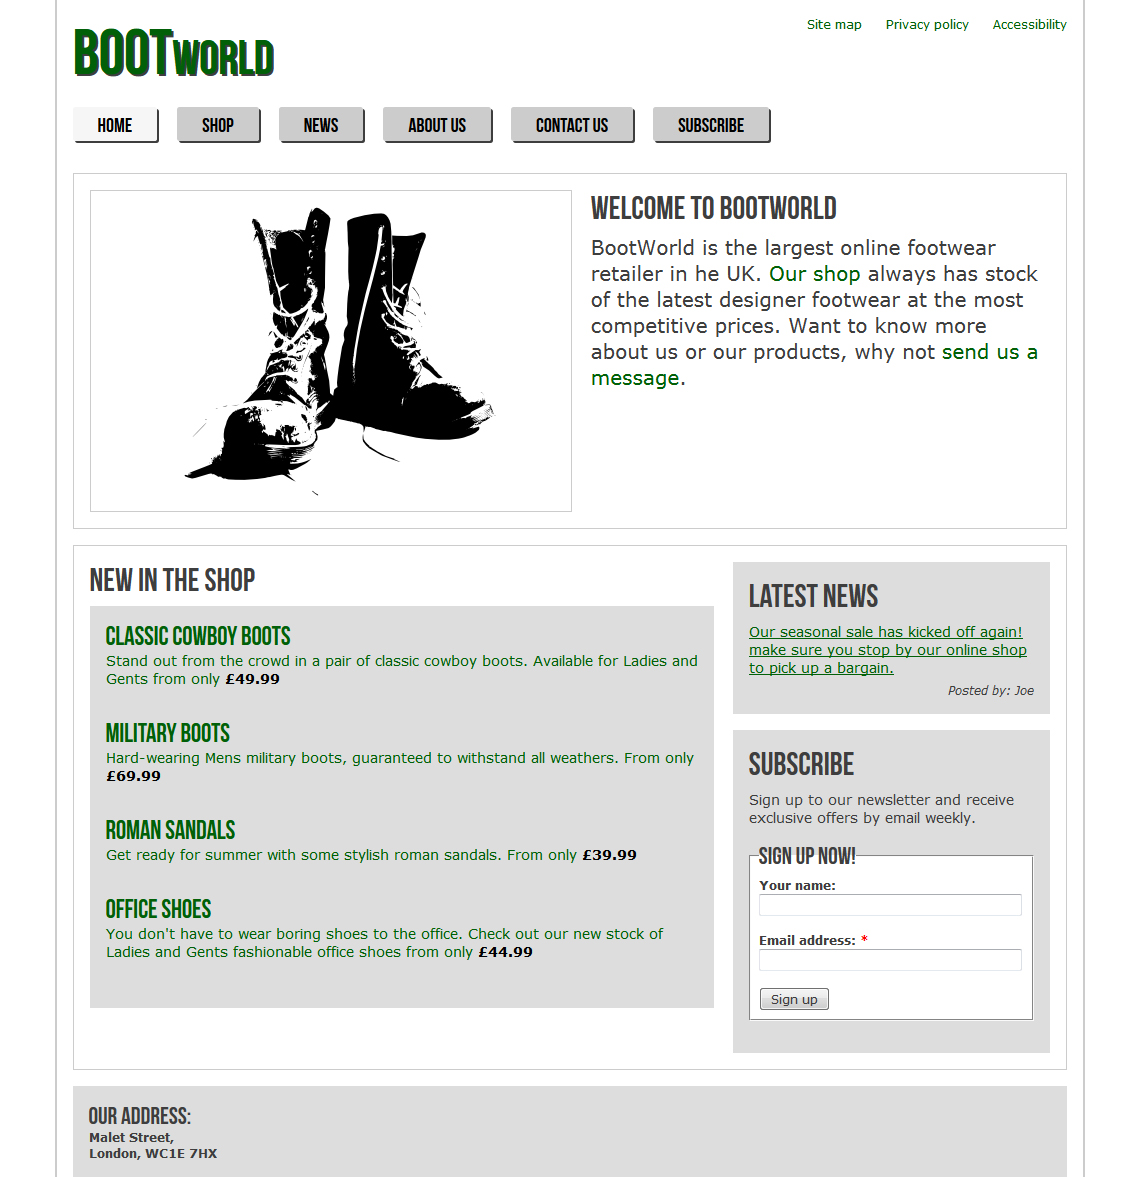 BOOTWORLD
Site map Privacy policy Accessibility
HOME SHOP NEWS ABOUT US CONTACT US SUBSCRIBE
WELCOME TO BOOTWORLD
BootWorld is the largest online footwear
retailer in he UK. Our shop always has stock
of the latest designer footwear at the most
competitive prices. Want to know more
about us or our products, why not send us a
message.
NEW IN THE SHOP
CLASSIC COWBOY BOOTS
Stand out from the crowd in a pair of classic cowboy boots. Available for Ladies and
Gents from only £49.99
MILITARY BOOTS
Hard-wearing Mens military boots, guaranteed to withstand all weathers. From only
£69.99
ROMAN SANDALS
Get ready for summer with some stylish roman sandals. From only £39.99
OFFICE SHOES
You don't have to wear boring shoes to the office. Check out our new stock of
Ladies and Gents fashionable office shoes from only £44.99
LATEST NEWS
Our seasonal sale has kicked off again!
make sure you stop by our online shop
to pick up a bargain.
Posted by: Joe
SUBSCRIBE
Sign up to our newsletter and receive
exclusive offers by email weekly.
SIGN UP NOW!
Your name:
Email address: *
Sign up
OUR ADDRESS:
Malet Street,
London, WC1E 7HX